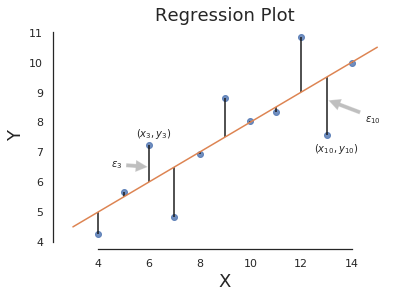 Regression Plot
11
10
9
8
7
6
5
4
Y
(x₃, y₃)
ε₃
ε₁₀
(x₁₀, y₁₀)
4 6 8 10 12 14
X